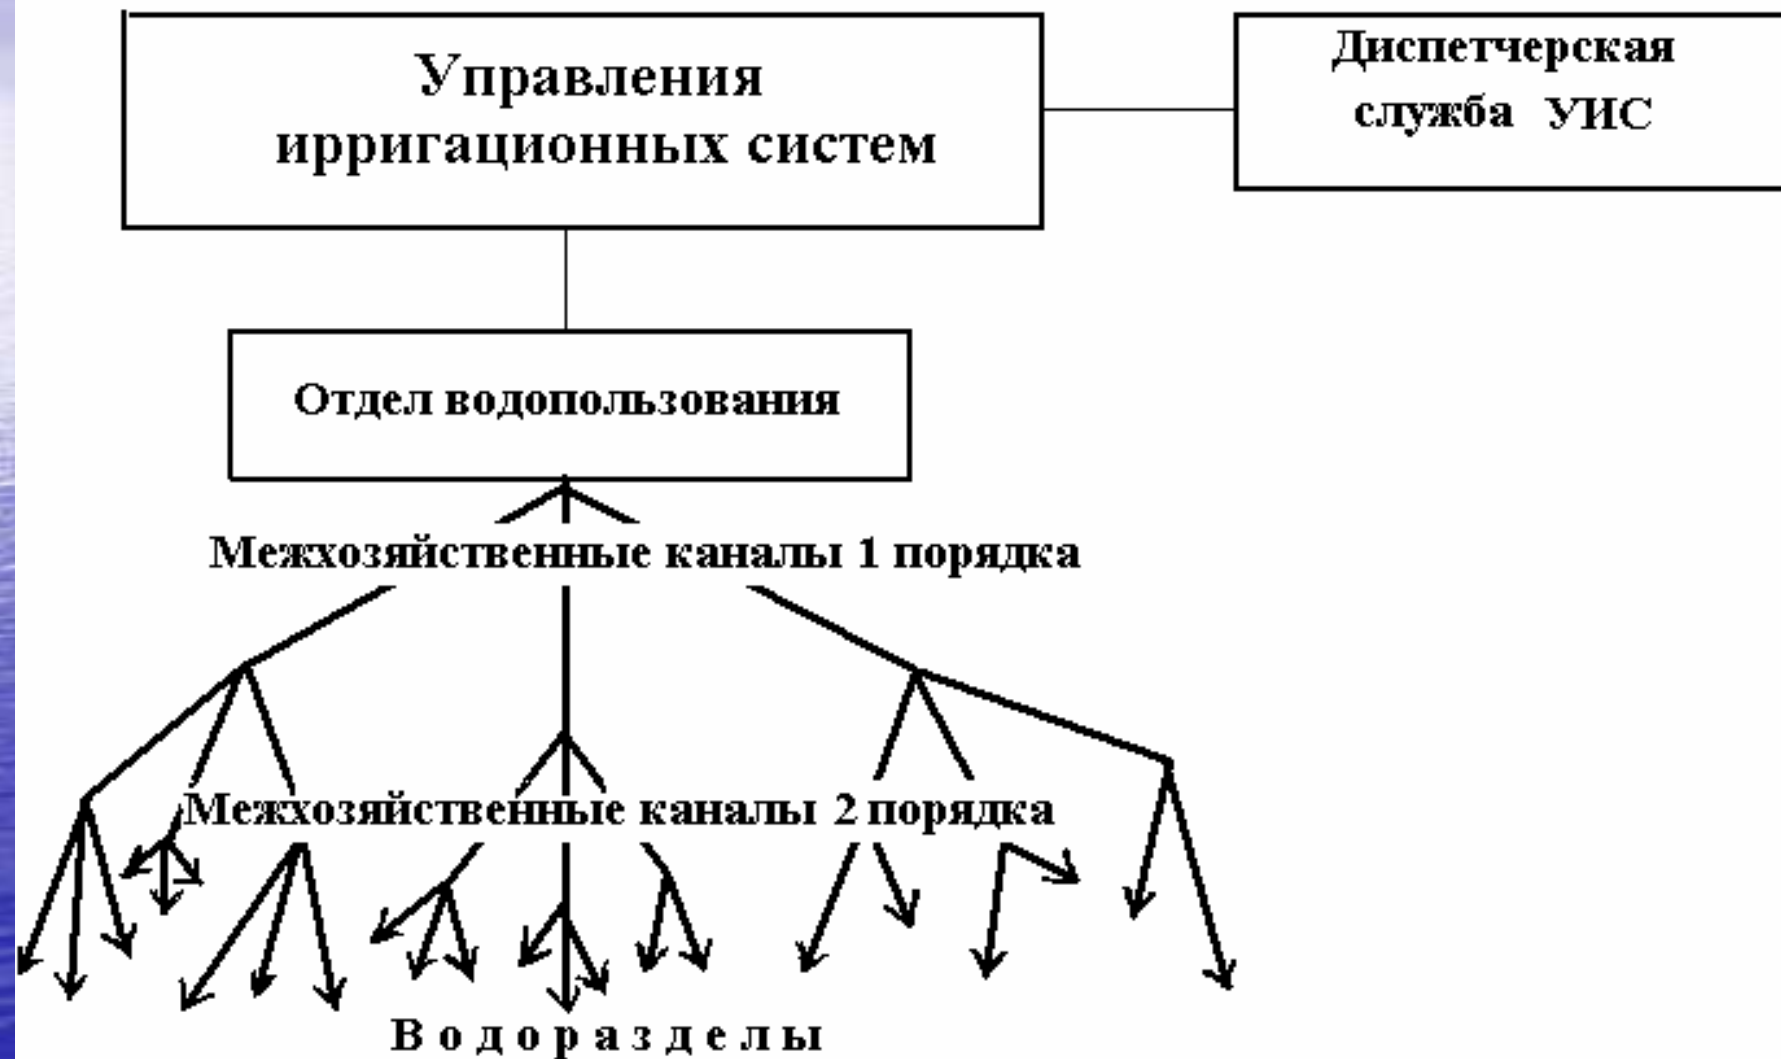 Управления
ирригационных систем
Диспетчерская
служба УИС
Отдел водопользования
Межхозяйственные каналы 1 порядка
Межхозяйственные каналы 2 порядка
В о д о р а з д е л ы